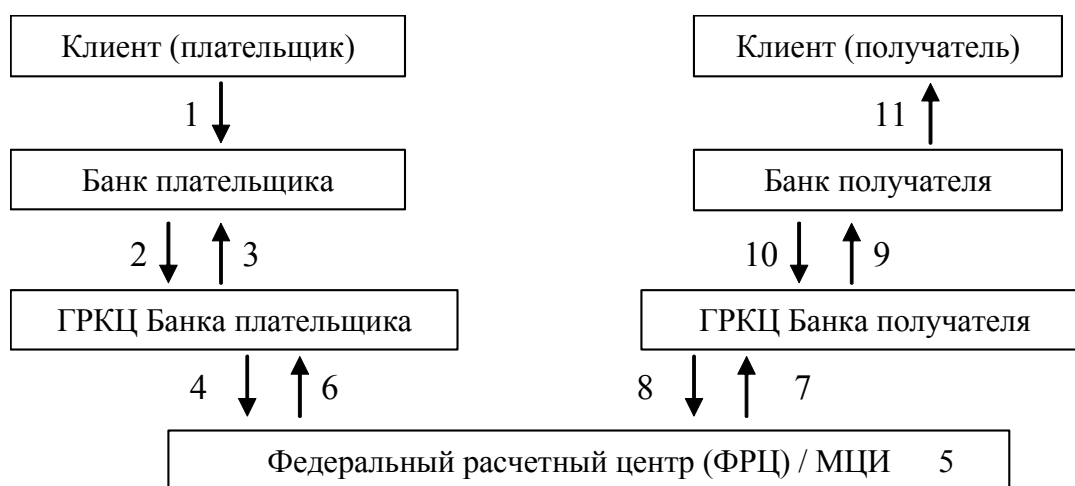 Клиент (плательщик)
Клиент (получатель)
1
11
Банк плательщика
Банк получателя
2
3
10
9
ГРКЦ Банка плательщика
ГРКЦ Банка получателя
4
6
8
7
Федеральный расчетный центр (ФРЦ) / МЦИ 5